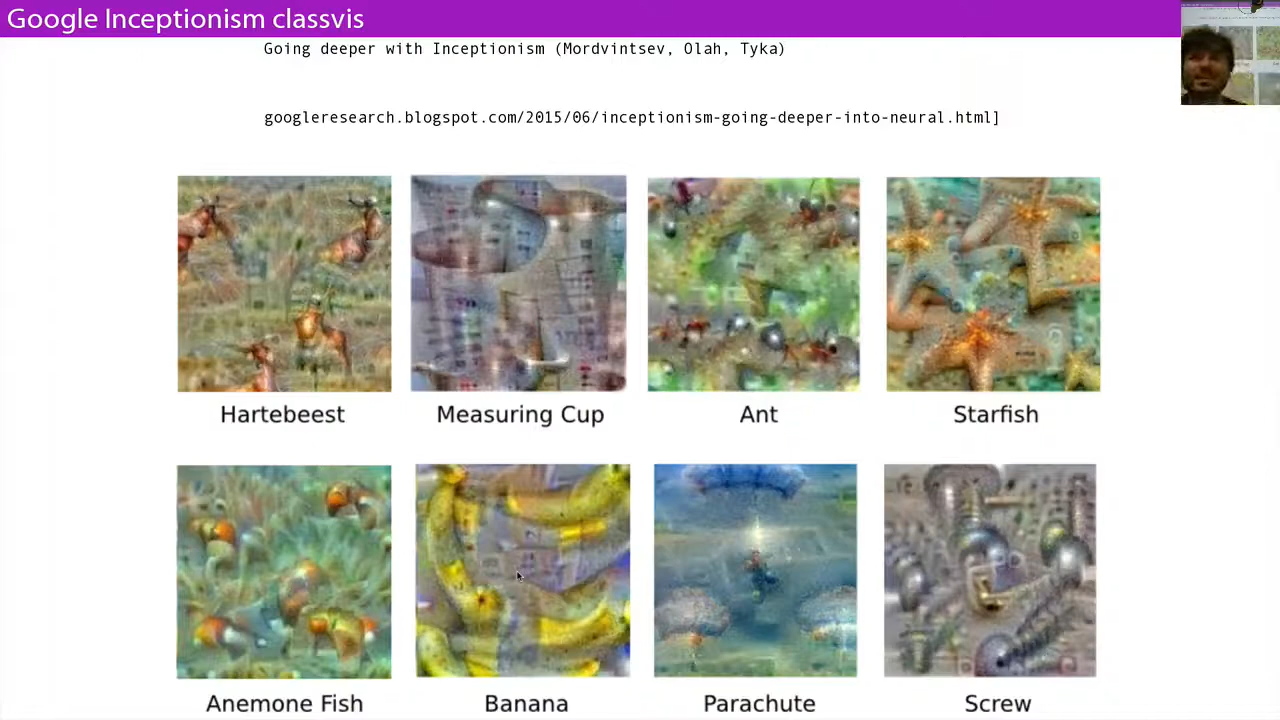 Google Inceptionism classvis
Going deeper with Inceptionism (Mordvintsev, Olah, Tyka)
googleresearch.blogspot.com/2015/06/inceptionism-going-deeper-into-neural.html]
Hartebeest
Measuring Cup
Ant
Starfish
Anemone Fish
Banana
Parachute
Screw